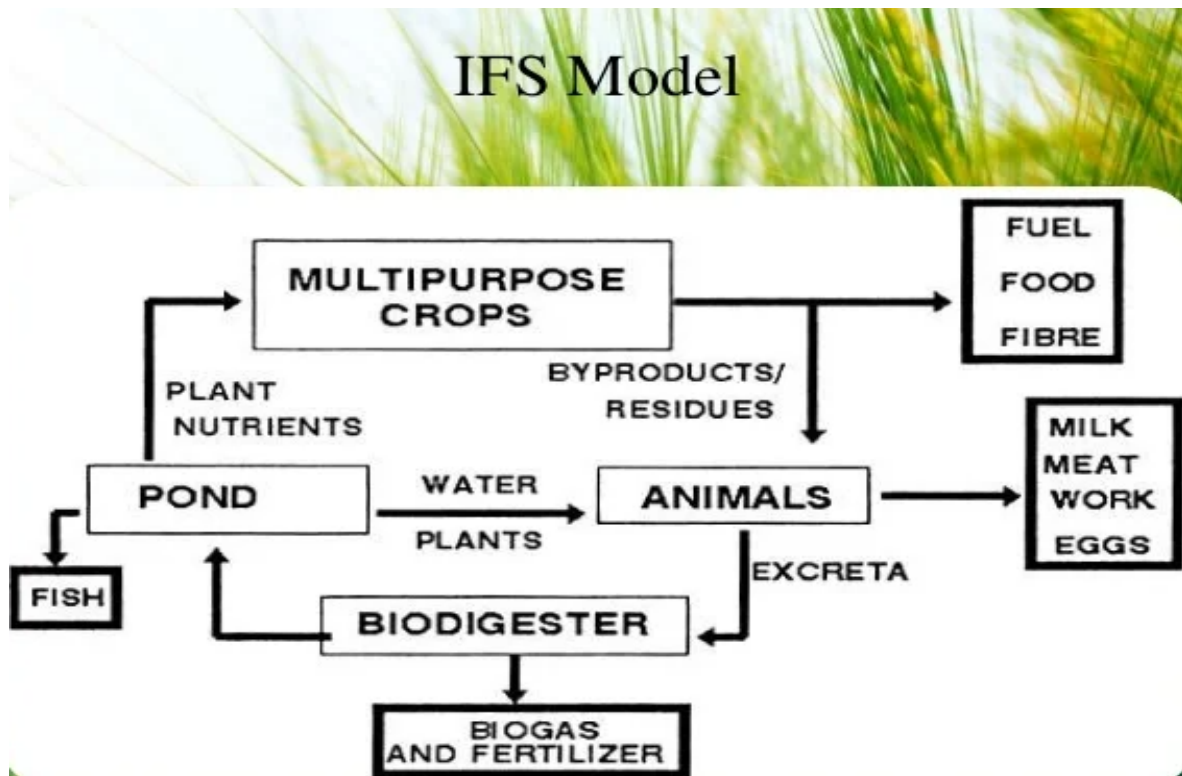 IFS Model
MULTIPURPOSE
CROPS
FUEL
FOOD
FIBRE
PLANT
NUTRIENTS
BYPRODUCTS/
RESIDUES
POND
WATER
PLANTS
ANIMALS
MILK
MEAT
WORK
EGGS
FISH
EXCRETA
BIODIGESTER
BIOGAS
AND FERTILIZER